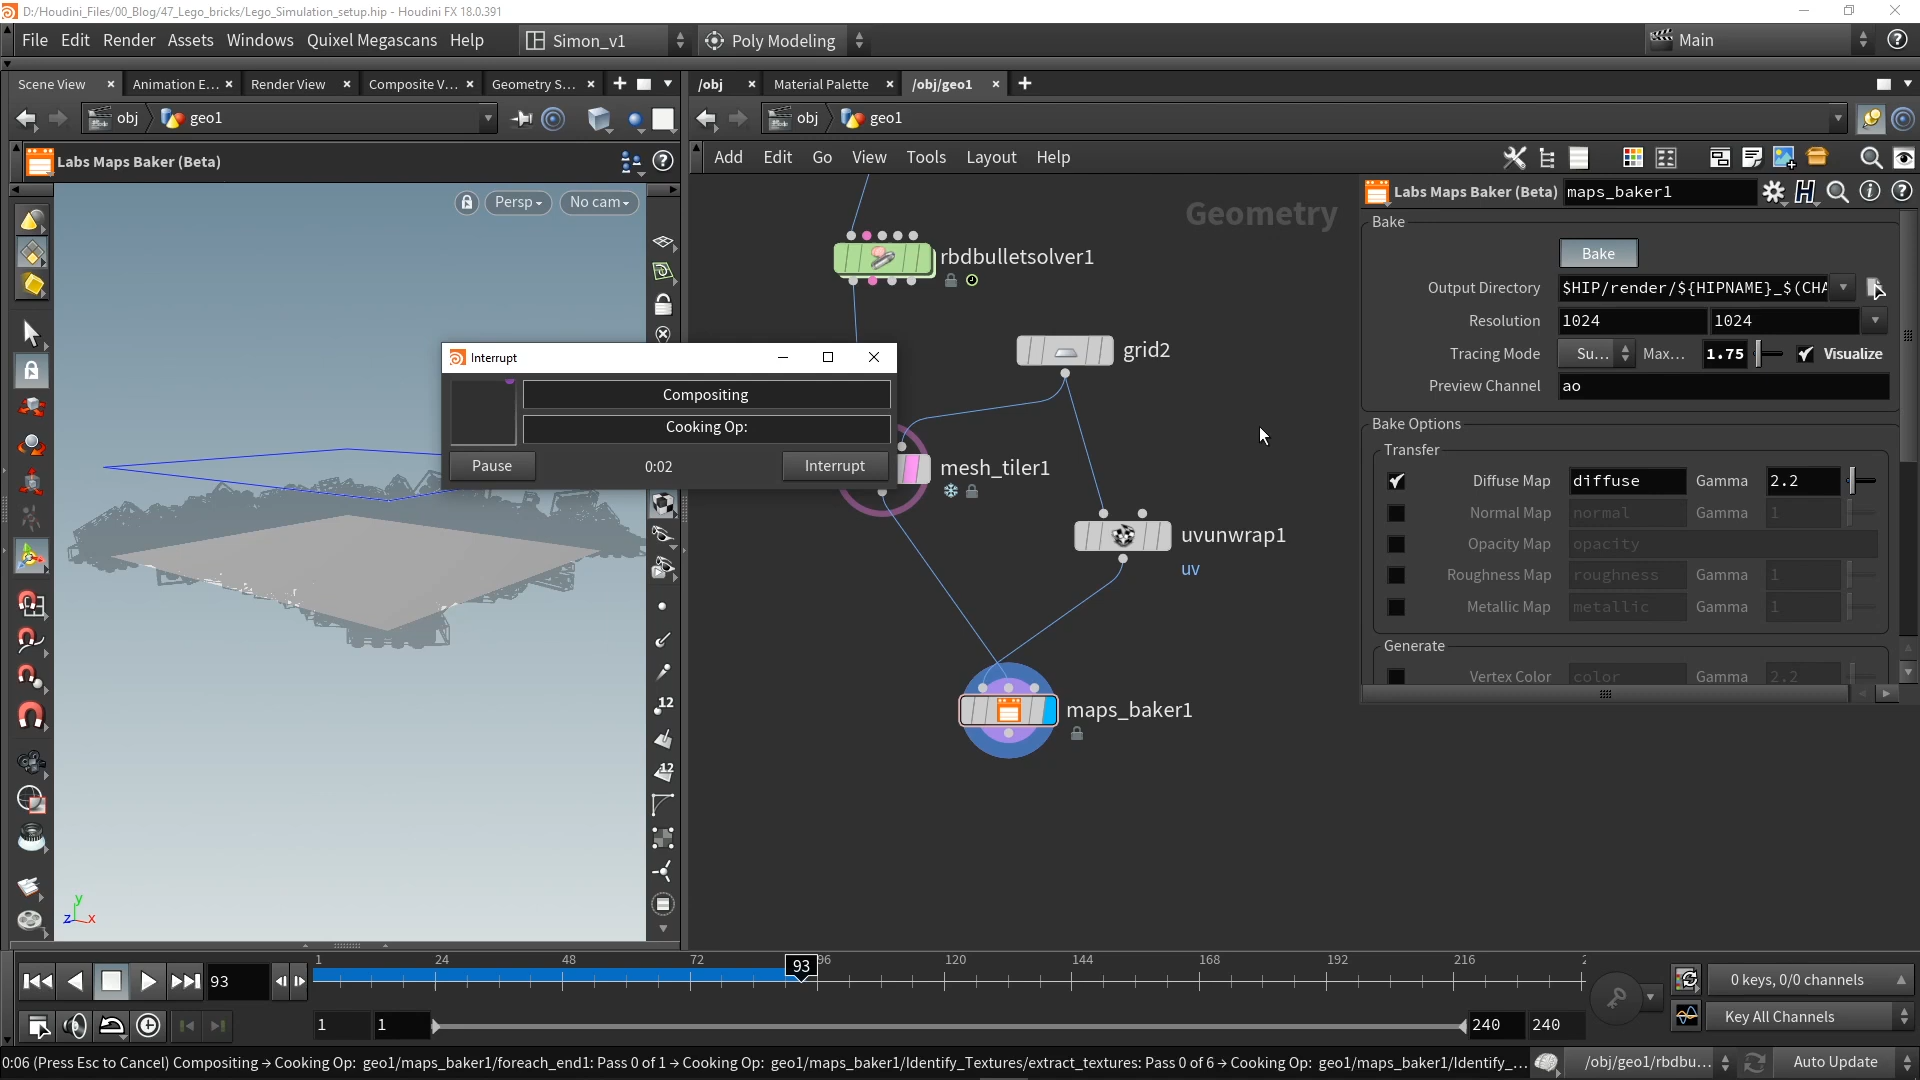 D:/Houdini_Files/00_Blog/47_Lego_bricks/Lego_Simulation_setup.hip - Houdini FX 18.0.391
File Edit Render Assets Windows Quixel Megascans Help Simon_v1 Poly Modeling Main
Scene View Animation E... Render View Composite V... Geometry S... /obj Material Palette /obj/geo1
obj geo1 obj geo1
Labs Maps Baker (Beta)
Add Edit Go View Tools Layout Help
Persp No cam
Geometry
rbdbulletsolver1
grid2
mesh_tiler1
uvunwrap1
uv
maps_baker1
Interrupt
Compositing
Cooking Op:
Pause 0:02 Interrupt
Labs Maps Baker (Beta) maps_baker1
Bake
Bake
Output Directory $HIP/render/${HIPNAME}_$(CHA
Resolution 1024 1024
Tracing Mode Su... Max... 1.75 Visualize
Preview Channel ao
Bake Options
Transfer
Diffuse Map diffuse Gamma 2.2
Normal Map normal Gamma 1
Opacity Map opacity
Roughness Map roughness Gamma 1
Metallic Map metallic Gamma 1
Generate
Vertex Color color Gamma 2.2
12
12
y
z x
93 1 24 48 72 93 96 120 144 168 192 216 0 keys, 0/0 channels
1 1 240 240 Key All Channels
0:06 (Press Esc to Cancel) Compositing → Cooking Op: geo1/maps_baker1/foreach_end1: Pass 0 of 1 → Cooking Op: geo1/maps_baker1/Identify_Textures/extract_textures: Pass 0 of 6 → Cooking Op: geo1/maps_baker1/Identify_... /obj/geo1/rbdbu... Auto Update